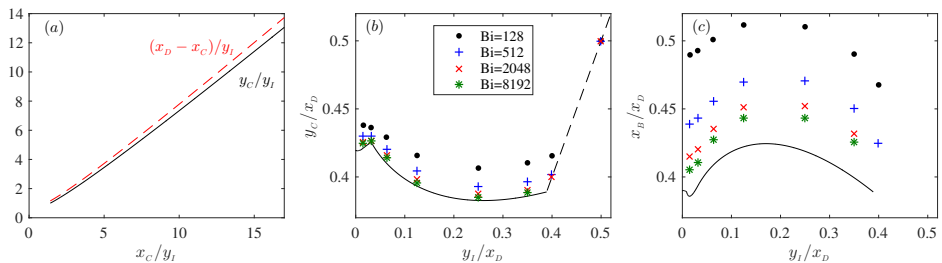 (a)
14
12
10
8
6
4
2
0
0
5
10
15
(x_D − x_C)/y_I
y_C/y_I
x_C/y_I
(b)
Bi=128
Bi=512
Bi=2048
Bi=8192
0.5
0.45
0.4
0
0.1
0.2
0.3
0.4
0.5
y_C/x_D
y_I/x_D
(c)
0.5
0.45
0.4
0
0.1
0.2
0.3
0.4
0.5
x_B/x_D
y_I/x_D